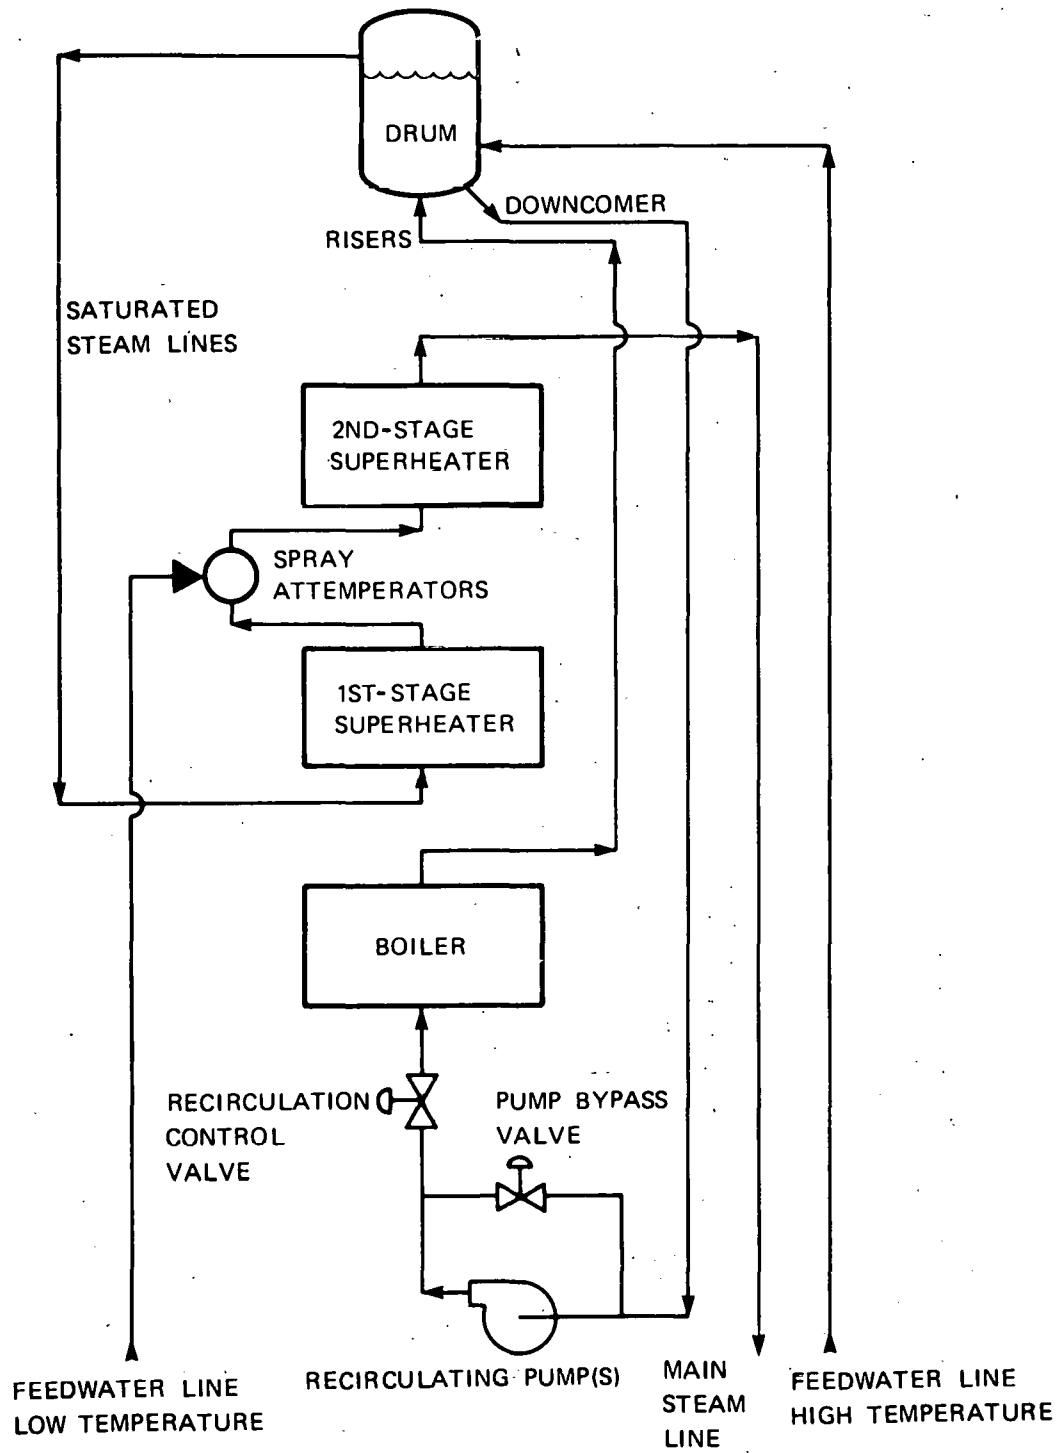 DRUM
DOWNCOMER
RISERS
SATURATED
STEAM LINES
2ND-STAGE
SUPERHEATER
SPRAY
ATTEMPERATORS
1ST-STAGE
SUPERHEATER
BOILER
RECIRCULATION
CONTROL
VALVE
PUMP BYPASS
VALVE
FEEDWATER LINE
LOW TEMPERATURE
RECIRCULATING PUMP(S)
MAIN
STEAM
LINE
FEEDWATER LINE
HIGH TEMPERATURE